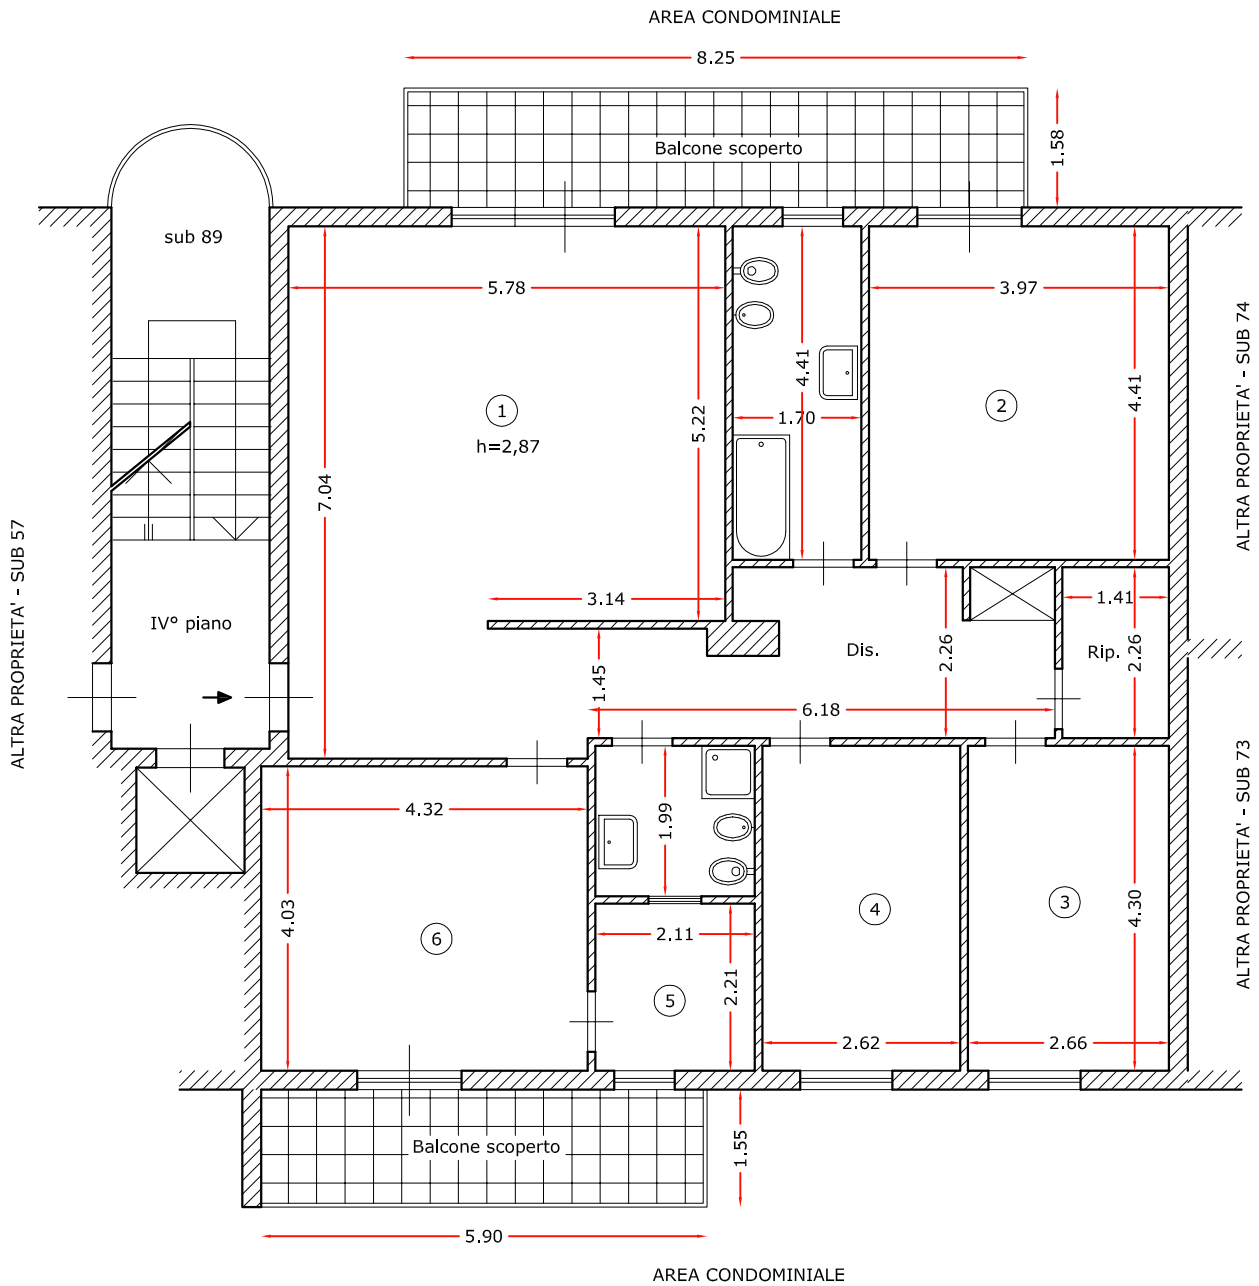 AREA CONDOMINIALE
8.25
Balcone scoperto
1.58
sub 89
5.78
3.97
ALTRA PROPRIETA' - SUB 74
4.41
4.41
1
2
5.22
1.70
h=2,87
7.04
ALTRA PROPRIETA' - SUB 57
3.14
1.41
IV° piano
Dis.
2.26
Rip.
2.26
1.45
6.18
4.32
1.99
ALTRA PROPRIETA' - SUB 73
4.03
6
2.11
4
3
4.30
5
2.21
2.62
2.66
Balcone scoperto
1.55
5.90
AREA CONDOMINIALE